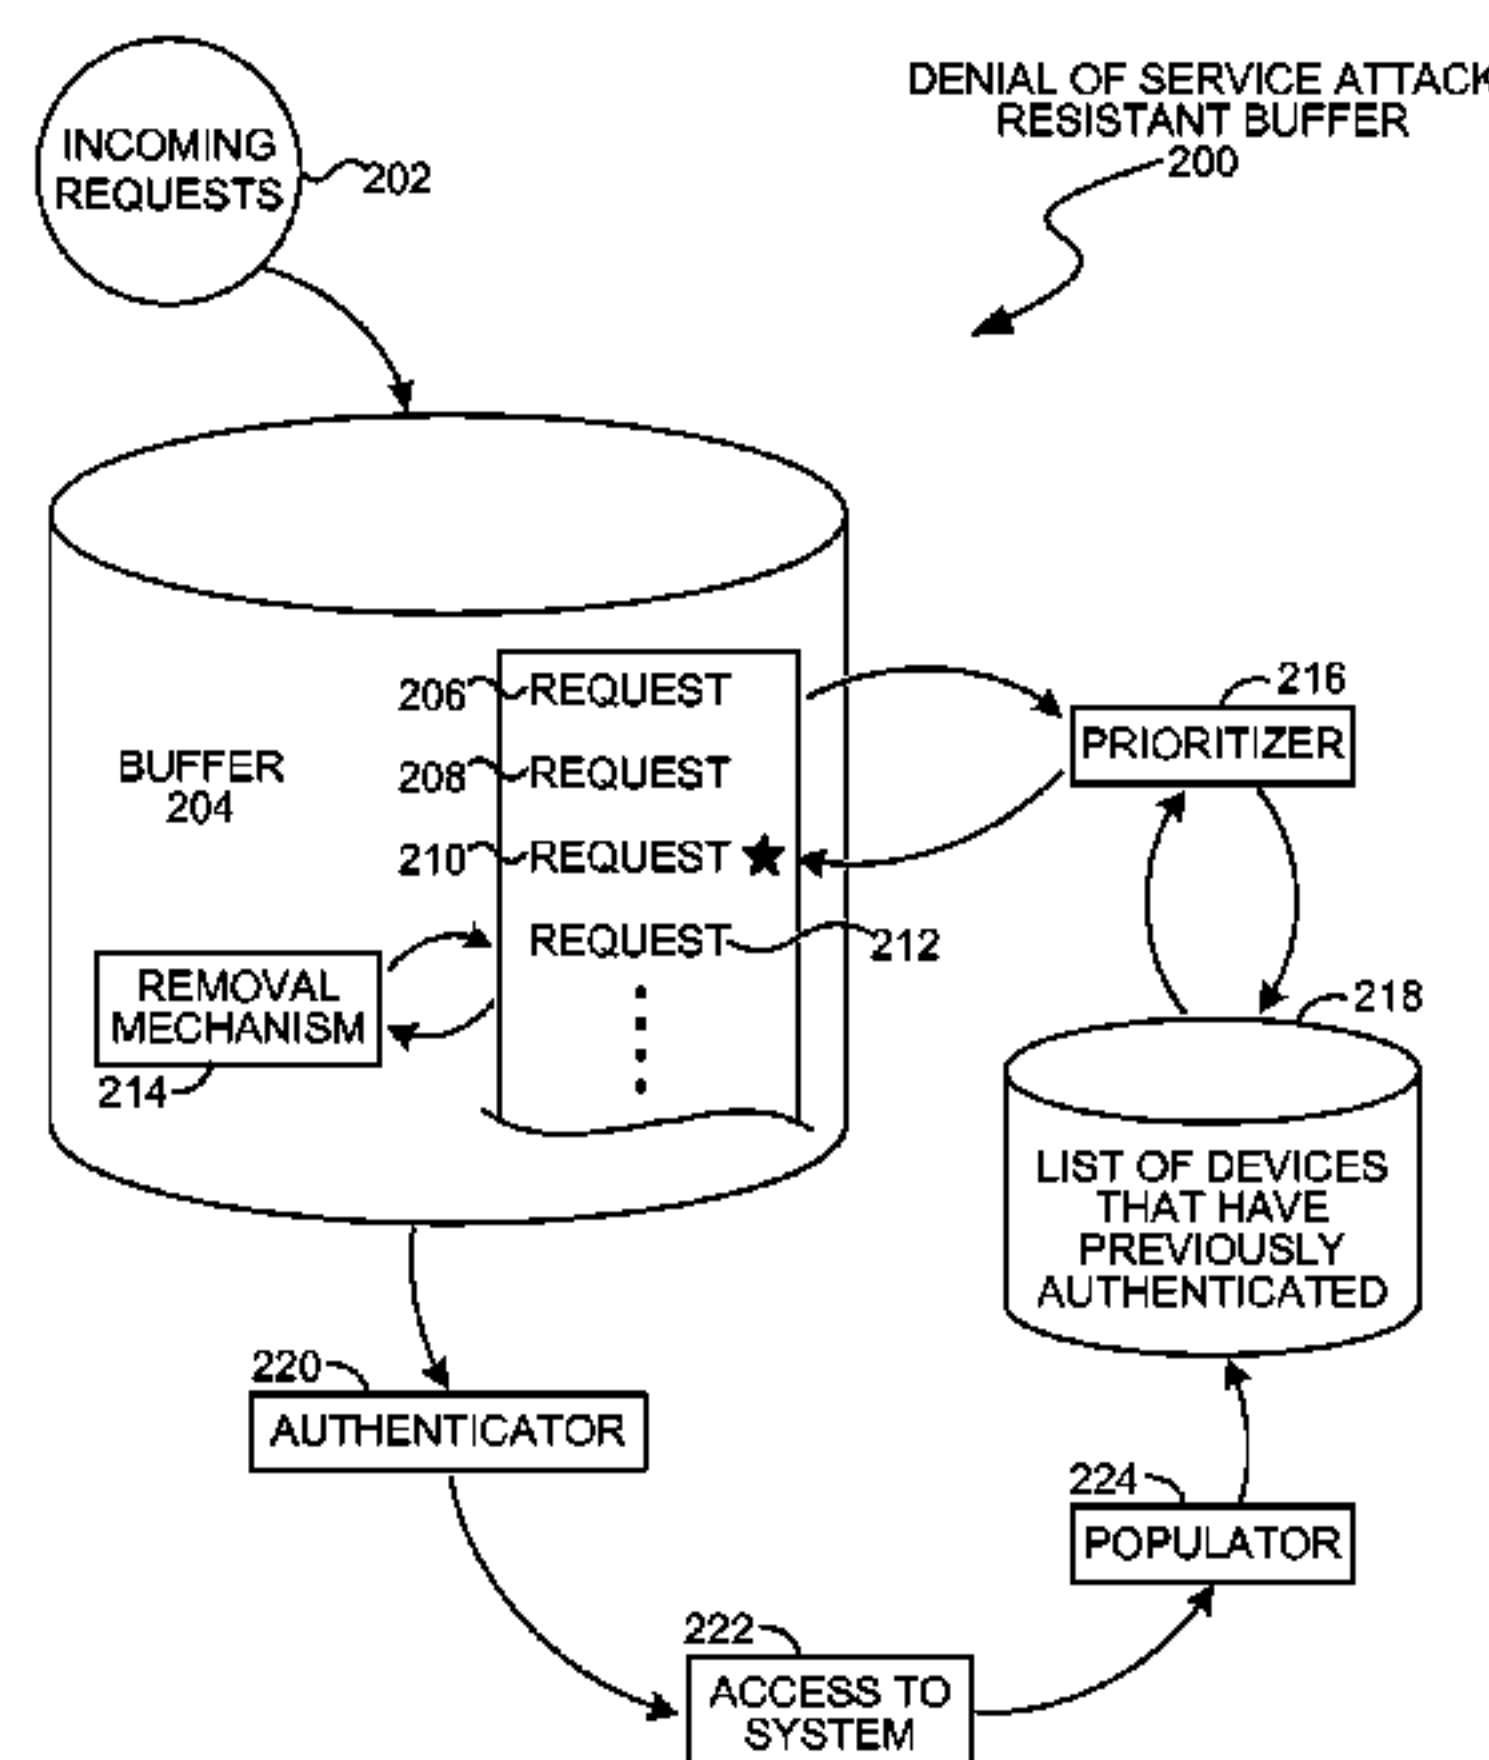 DENIAL OF SERVICE ATTACK
RESISTANT BUFFER
200
INCOMING
REQUESTS
202
BUFFER
204
206 REQUEST
208 REQUEST
210 REQUEST
REQUEST 212
REMOVAL
MECHANISM
214
216
PRIORITIZER
218
LIST OF DEVICES
THAT HAVE
PREVIOUSLY
AUTHENTICATED
220
AUTHENTICATOR
224
POPULATOR
222
ACCESS TO
SYSTEM